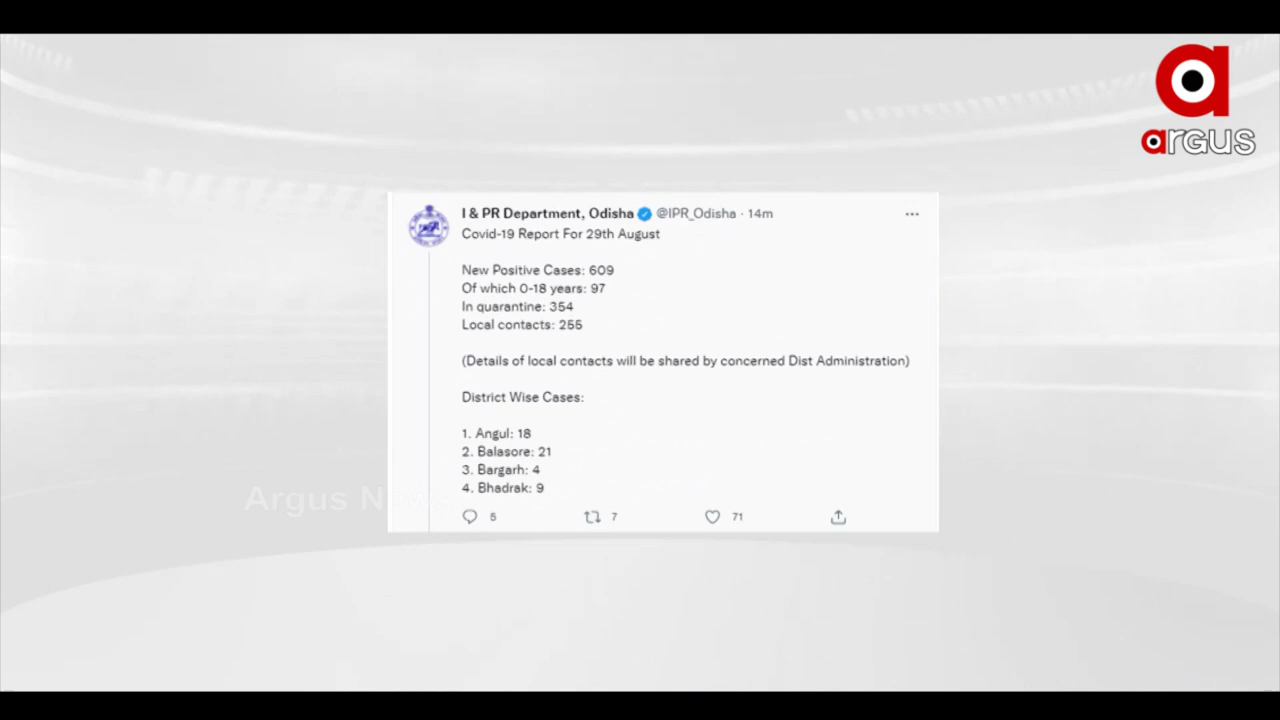 argus
I & PR Department, Odisha @IPR_Odisha · 14m
Covid-19 Report For 29th August
New Positive Cases: 609
Of which 0-18 years: 97
In quarantine: 354
Local contacts: 255
(Details of local contacts will be shared by concerned Dist Administration)
District Wise Cases:
1. Angul: 18
2. Balasore: 21
3. Bargarh: 4
4. Bhadrak: 9
5 7 71
Argus News